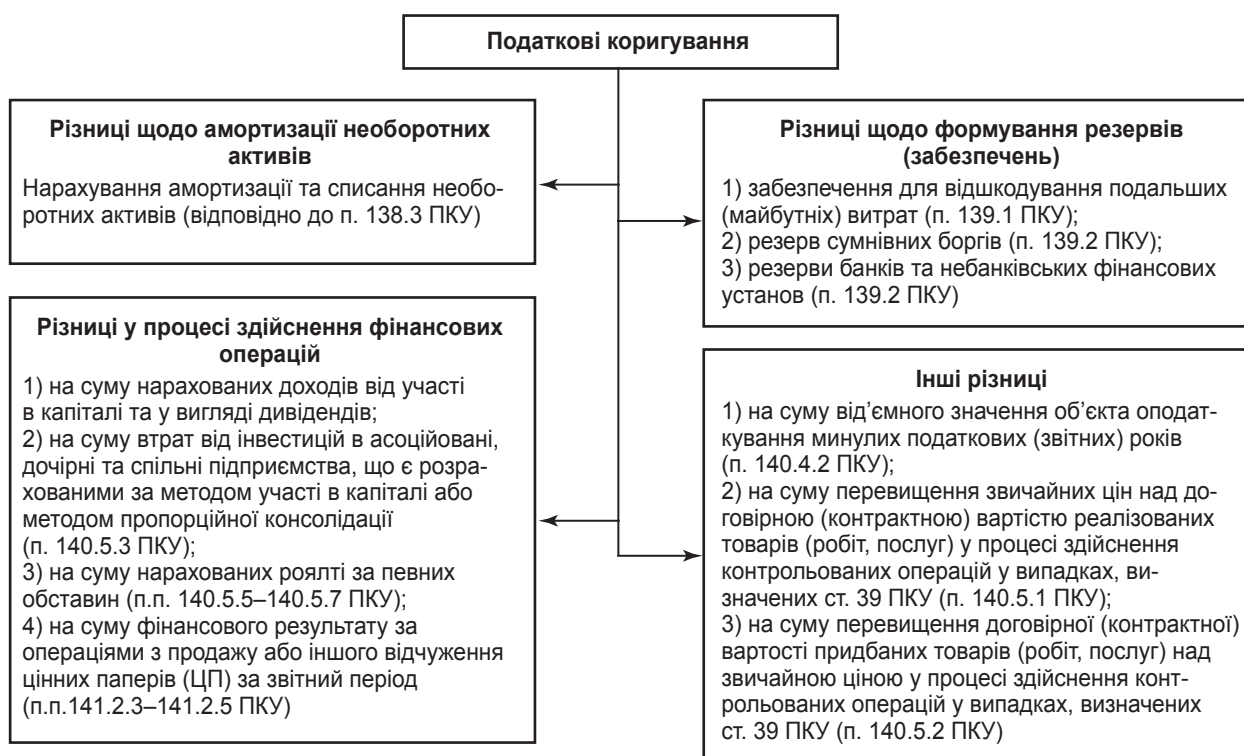 Податкові коригування
Різниці щодо амортизації необоротних
активів
Нарахування амортизації та списання необо-
ротних активів (відповідно до п. 138.3 ПКУ)
Різниці щодо формування резервів
(забезпечень)
1) забезпечення для відшкодування подальших
(майбутніх) витрат (п. 139.1 ПКУ);
2) резерв сумнівних боргів (п. 139.2 ПКУ);
3) резерви банків та небанківських фінансових
установ (п. 139.2 ПКУ)
Різниці у процесі здійснення фінансових
операцій
1) на суму нарахованих доходів від участі
в капіталі та у вигляді дивідендів;
2) на суму втрат від інвестицій в асоційовані,
дочірні та спільні підприємства, що є розра-
хованими за методом участі в капіталі або
методом пропорційної консолідації
(п. 140.5.3 ПКУ);
3) на суму нарахованих роялті за певних
обставин (п.п. 140.5.5–140.5.7 ПКУ);
4) на суму фінансового результату за
операціями з продажу або іншого відчуження
цінних паперів (ЦП) за звітний період
(п.п.141.2.3–141.2.5 ПКУ)
Інші різниці
1) на суму від’ємного значення об’єкта оподат-
кування минулих податкових (звітних) років
(п. 140.4.2 ПКУ);
2) на суму перевищення звичайних цін над до-
говірною (контрактною) вартістю реалізованих
товарів (робіт, послуг) у процесі здійснення
контрольованих операцій у випадках, ви-
значених ст. 39 ПКУ (п. 140.5.1 ПКУ);
3) на суму перевищення договірної (контрактної)
вартості придбаних товарів (робіт, послуг) над
звичайною ціною у процесі здійснення конт-
рольованих операцій у випадках, визначених
ст. 39 ПКУ (п. 140.5.2 ПКУ)